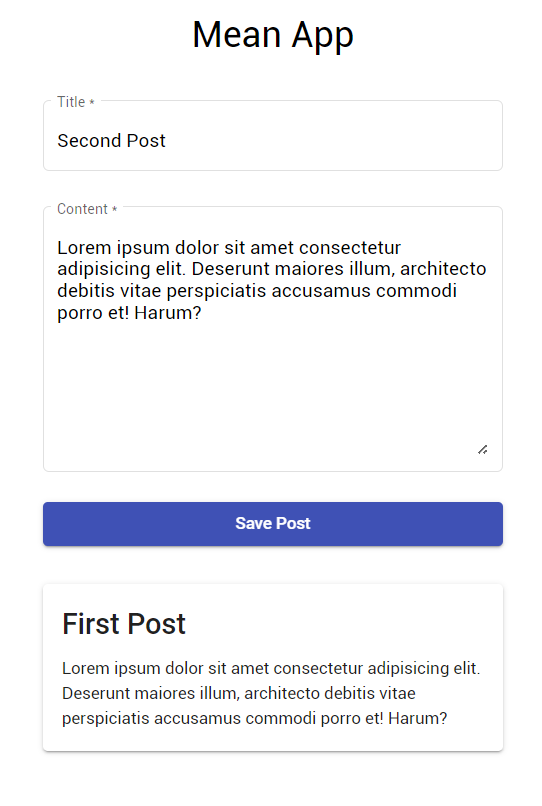 Mean App
Title *
Second Post
Content *
Lorem ipsum dolor sit amet consectetur
adipisicing elit. Deserunt maiores illum, architecto
debitis vitae perspiciatis accusamus commodi
porro et! Harum?
Save Post
First Post
Lorem ipsum dolor sit amet consectetur adipisicing elit.
Deserunt maiores illum, architecto debitis vitae
perspiciatis accusamus commodi porro et! Harum?